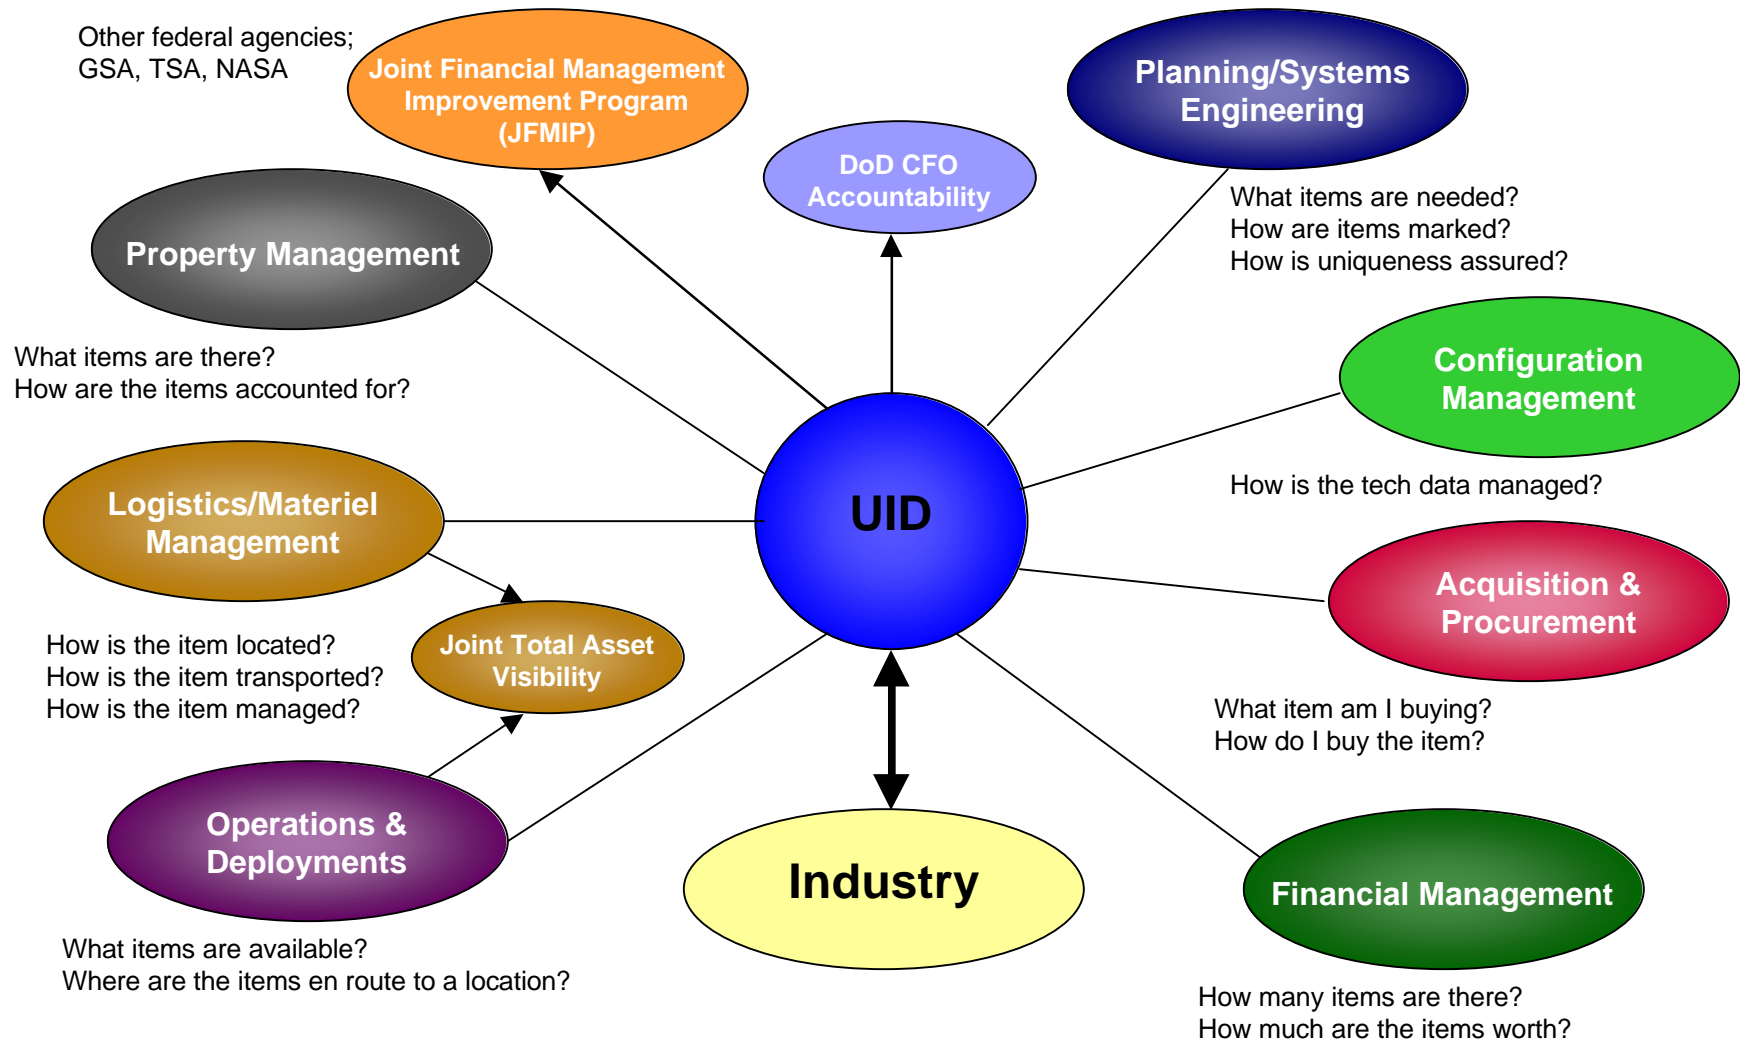 Other federal agencies;
GSA, TSA, NASA
Joint Financial Management
Improvement Program
(JFMIP)
Planning/Systems
Engineering
DoD CFO
Accountability
What items are needed?
How are items marked?
How is uniqueness assured?
Property Management
What items are there?
How are the items accounted for?
Configuration
Management
How is the tech data managed?
Logistics/Materiel
Management
UID
Acquisition &
Procurement
How is the item located?
How is the item transported?
How is the item managed?
Joint Total Asset
Visibility
What item am I buying?
How do I buy the item?
Operations &
Deployments
Industry
Financial Management
What items are available?
Where are the items en route to a location?
How many items are there?
How much are the items worth?